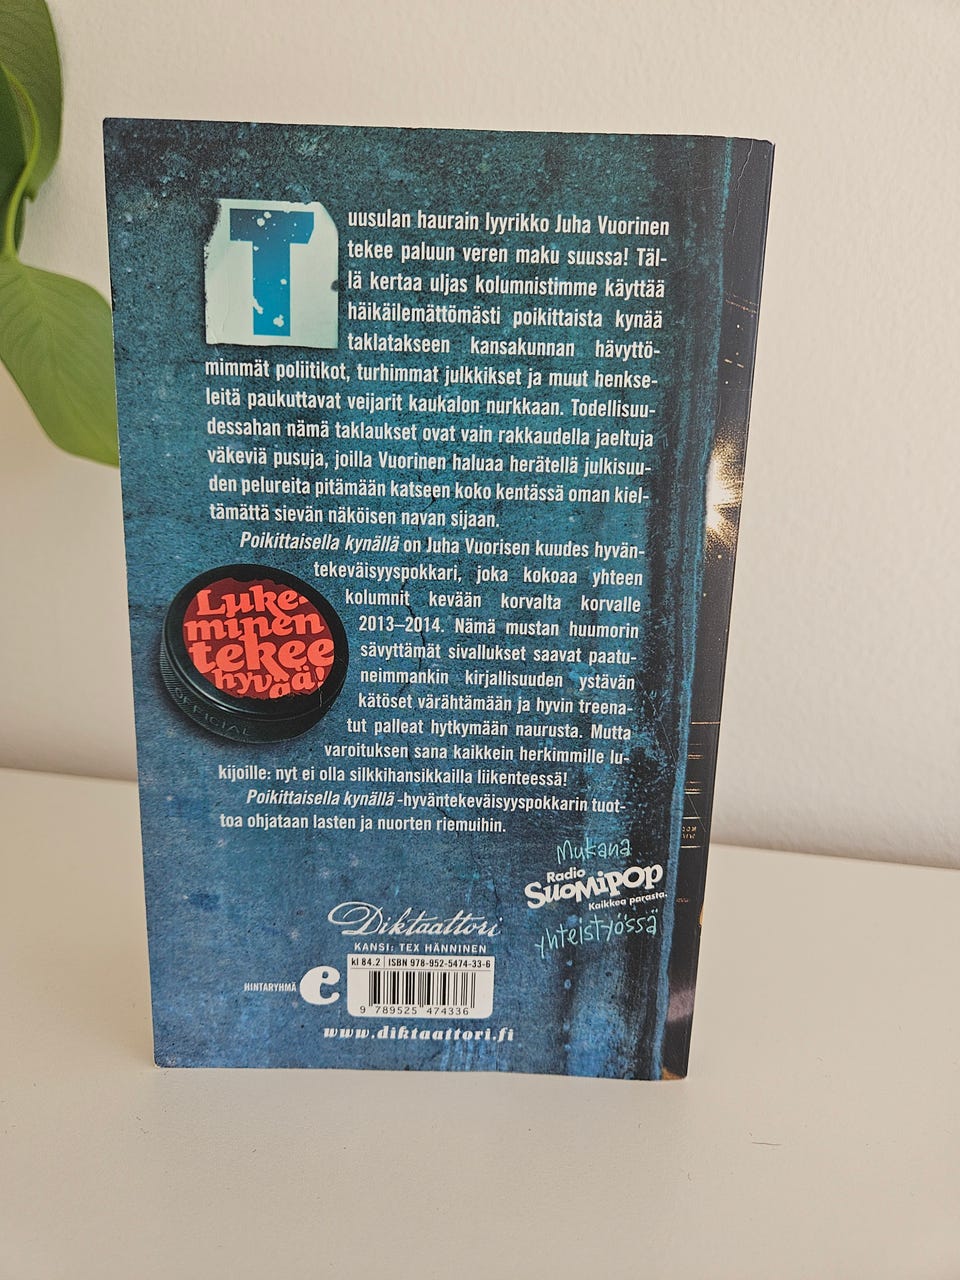 Tuusulan haurain lyyrikko Juha Vuorinen
tekee paluun veren maku suussa! Täl-
lä kertaa uljas kolumnistimme käyttää
häikäilemättömästi poikittaista kynää
taklatakseen kansakunnan hävyttö-
mimmät poliitikot, turhimmat julkkikset ja muut henkse-
leitä paukuttavat veijarit kaukalon nurkkaan. Todellisuu-
dessahan nämä taklaukset ovat vain rakkaudella jaeltuja
väkeviä pusuja, joilla Vuorinen haluaa herätellä julkisuu-
den pelureita pitämään katseen koko kentässä oman kiel-
tämättä sievän näköisen navan sijaan.
Poikittaisella kynällä on Juha Vuorisen kuudes hyvän-
tekeväisyyspokkari, joka kokoaa yhteen
kolumnit kevään korvalta korvalle
2013–2014. Nämä mustan huumorin
sävyttämät sivallukset saavat paatu-
neimmankin kirjallisuuden ystävän
kätöset värähtämään ja hyvin treena-
tut palleat hytkymään naurusta. Mutta
varoituksen sana kaikkein herkimmille lu-
kijoille: nyt ei olla silkkihansikkailla liikenteessä!
Poikittaisella kynällä -hyväntekeväisyyspokkarin tuot-
toa ohjataan lasten ja nuorten riemuihin.
Luke-
minen
tekee
hyvää!
OFFICIAL
Mukana
Radio
SUOMIPOP
Kaikkea parasta.
yhteistyössä
Diktaattori
KANSI: TEX HÄNNINEN
kl 84.2 | ISBN 978-952-5474-33-6
HINTARYHMÄ e
9 789525 474336
www.diktaattori.fi